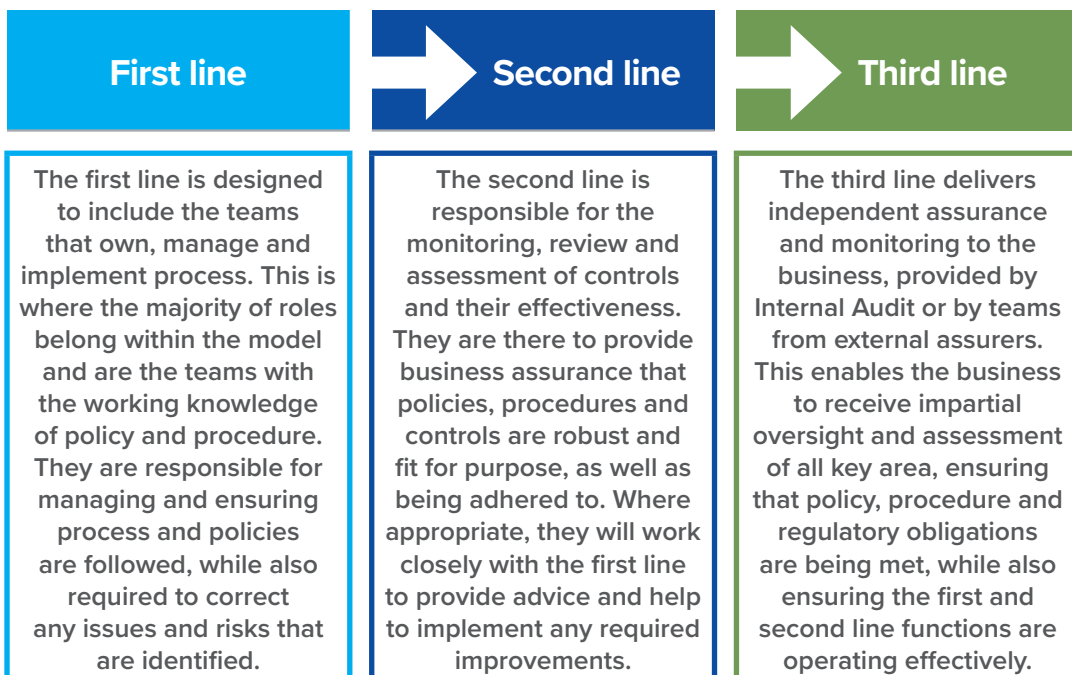 First line
The first line is designed
to include the teams
that own, manage and
implement process. This is
where the majority of roles
belong within the model
and are the teams with
the working knowledge
of policy and procedure.
They are responsible for
managing and ensuring
process and policies
are followed, while also
required to correct
any issues and risks that
are identified.
Second line
The second line is
responsible for the
monitoring, review and
assessment of controls
and their effectiveness.
They are there to provide
business assurance that
policies, procedures and
controls are robust and
fit for purpose, as well as
being adhered to. Where
appropriate, they will work
closely with the first line
to provide advice and help
to implement any required
improvements.
Third line
The third line delivers
independent assurance
and monitoring to the
business, provided by
Internal Audit or by teams
from external assurers.
This enables the business
to receive impartial
oversight and assessment
of all key area, ensuring
that policy, procedure and
regulatory obligations
are being met, while also
ensuring the first and
second line functions are
operating effectively.